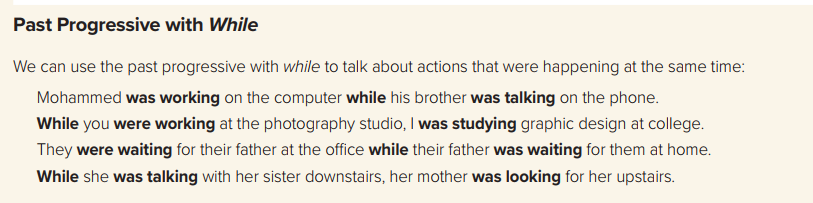 Past Progressive with While
We can use the past progressive with while to talk about actions that were happening at the same time:
Mohammed was working on the computer while his brother was talking on the phone.
While you were working at the photography studio, I was studying graphic design at college.
They were waiting for their father at the office while their father was waiting for them at home.
While she was talking with her sister downstairs, her mother was looking for her upstairs.